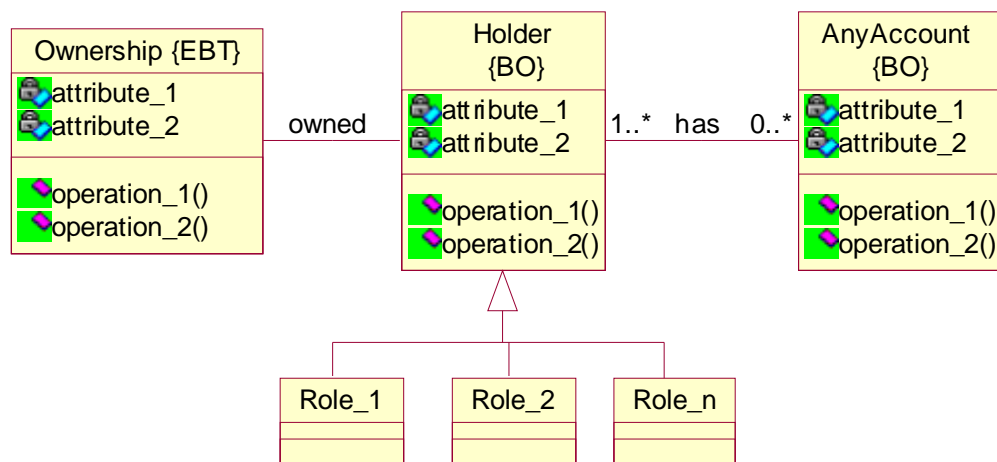 Ownership {EBT}
attribute_1
attribute_2
operation_1()
operation_2()
owned
Holder
{BO}
attribute_1
attribute_2
operation_1()
operation_2()
1..* has 0..*
AnyAccount
{BO}
attribute_1
attribute_2
operation_1()
operation_2()
Role_1
Role_2
Role_n